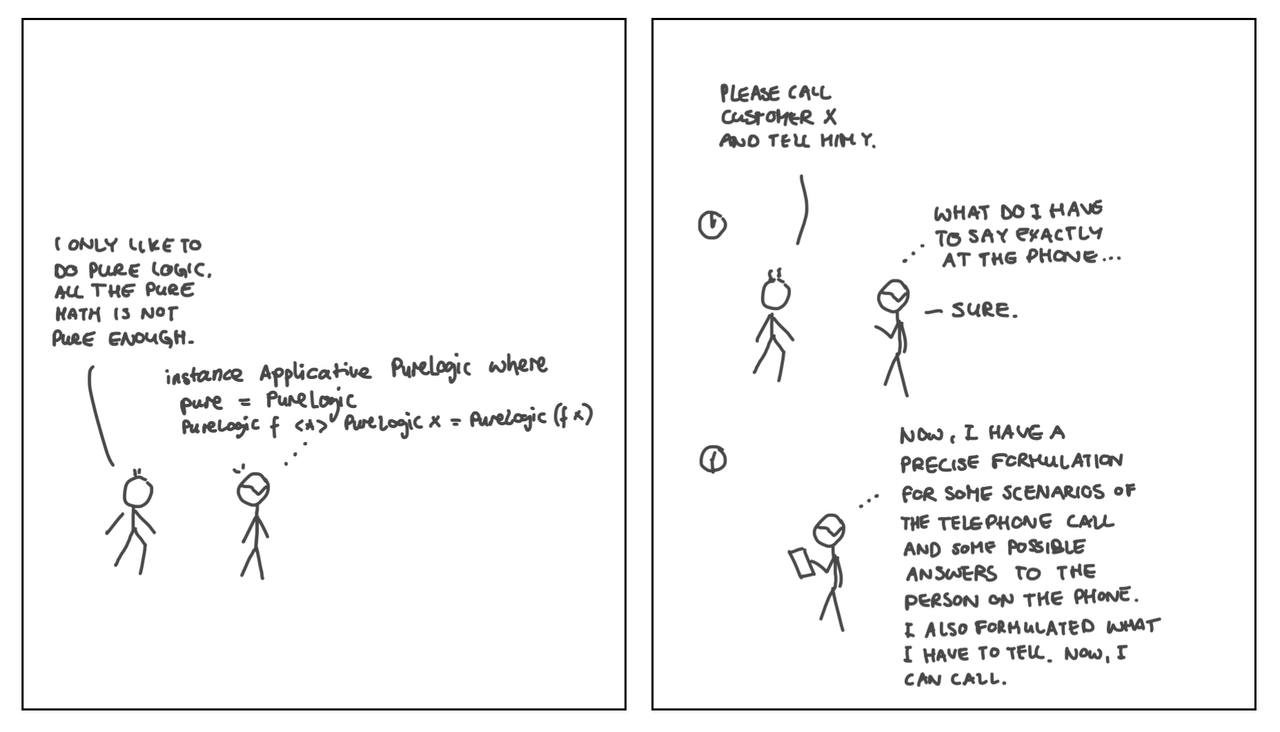 I ONLY LIKE TO
DO PURE LOGIC.
ALL THE PURE
MATH IS NOT
PURE ENOUGH.
instance Applicative PureLogic where
pure = PureLogic
PureLogic f <*> PureLogic x = PureLogic (f x)
PLEASE CALL
CUSTOMER X
AND TELL HIM Y.
WHAT DO I HAVE
TO SAY EXACTLY
AT THE PHONE...
– SURE.
NOW, I HAVE A
PRECISE FORMULATION
FOR SOME SCENARIOS OF
THE TELEPHONE CALL
AND SOME POSSIBLE
ANSWERS TO THE
PERSON ON THE PHONE.
I ALSO FORMULATED WHAT
I HAVE TO TELL. NOW, I
CAN CALL.